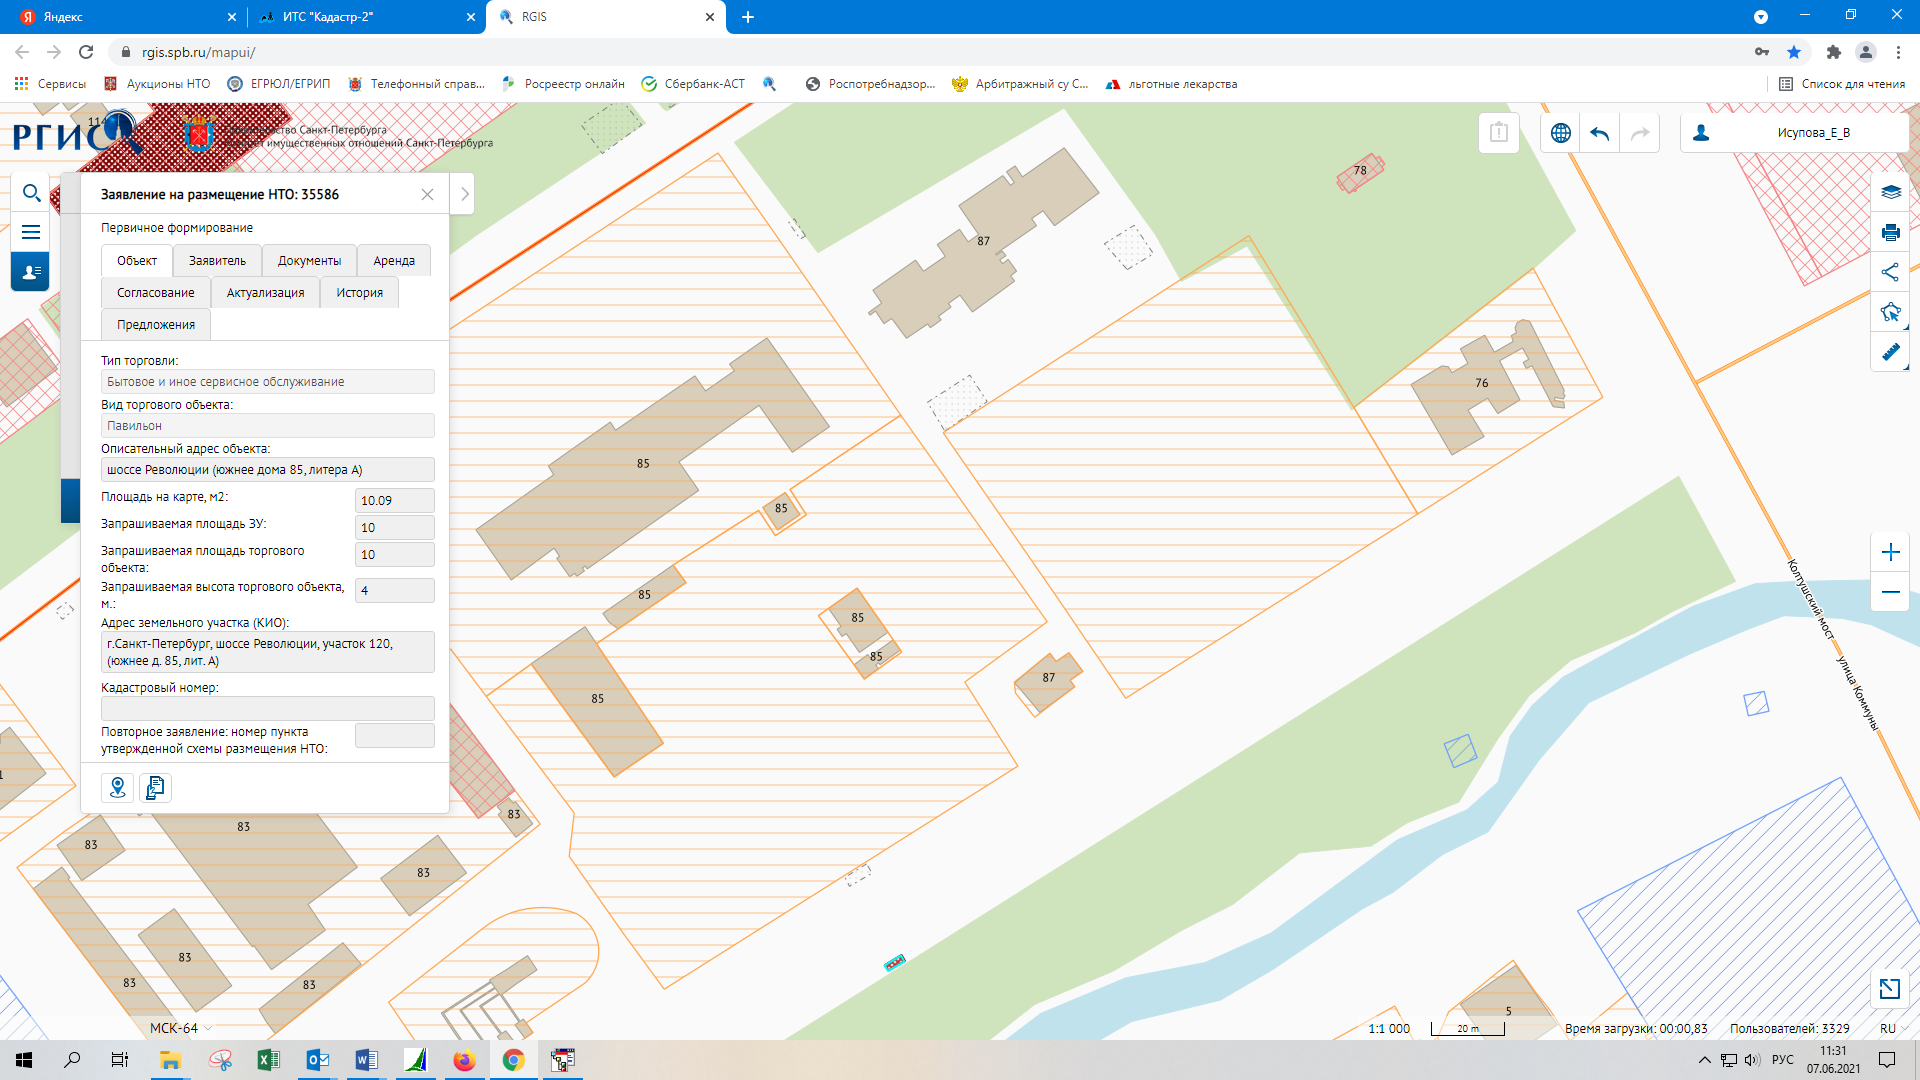 Яндекс
ИТС "Кадастр-2"
RGIS
rgis.spb.ru/mapui/
Сервисы
Аукционы НТО
ЕГРЮЛ/ЕГРИП
Телефонный справ...
Росреестр онлайн
Сбербанк-АСТ
Роспотребнадзор...
Арбитражный су С...
льготные лекарства
Список для чтения
РГИС
Санкт-Петербурга
имущественных отношений Санкт-Петербурга
Исупова_Е_В
Заявление на размещение НТО: 35586
Первичное формирование
Объект
Заявитель
Документы
Аренда
Согласование
Актуализация
История
Предложения
Тип торговли:
Бытовое и иное сервисное обслуживание
Вид торгового объекта:
Павильон
Описательный адрес объекта:
шоссе Революции (южнее дома 85, литера А)
Площадь на карте, м2:
10.09
Запрашиваемая площадь ЗУ:
10
Запрашиваемая площадь торгового
объекта:
10
Запрашиваемая высота торгового объекта,
м.:
4
Адрес земельного участка (КИО):
г.Санкт-Петербург, шоссе Революции, участок 120,
(южнее д. 85, лит. А)
Кадастровый номер:
Повторное заявление: номер пункта
утвержденной схемы размещения НТО:
78
87
76
85
85
85
85
85
85
87
83
83
83
83
83
83
83
5
Колтушский мост
улица Коммуны
МСК-64
1:1 000
20 m
Время загрузки: 00:00,83
Пользователей: 3329
RU
РУС
11:31
07.06.2021